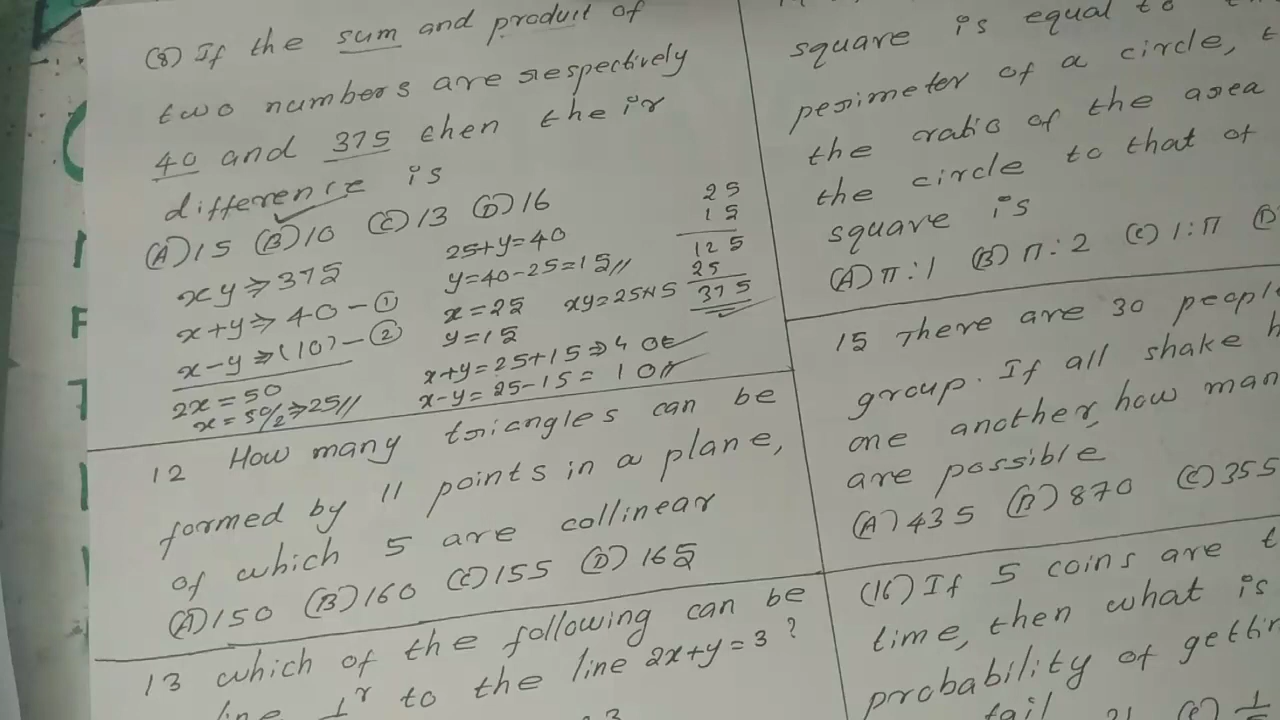 (8) If the sum and product of
two numbers are respectively
40 and 375 then their
difference is
(A) 15 (B) 10 (C) 13 (D) 16
xy ⇒ 375
x+y ⇒ 40 - ①
x-y ⇒ (10) - ②
2x = 50
x = 50/2 ⇒ 25//
25+y=40
y=40-25=15//
x=25
y=15
xy=25×15
x+y=25+15⇒40
x-y=25-15=10//
25
15
125
25
375
12 How many triangles can be
formed by 11 points in a plane,
of which 5 are collinear
(A) 150 (B) 160 (C) 155 (D) 165
13 which of the following can be
line to the line 2x+y=3 ?
square is equal to
perimeter of a circle,
the ratio of the area
the circle to that of
square is
(A) π:1 (B) π:2 (C) 1:π (D)
15 There are 30 people
group. If all shake
one another, how man
are possible
(A) 435 (B) 870 (C) 355
(16) If 5 coins are
time, then what is
probability of gettin
tail